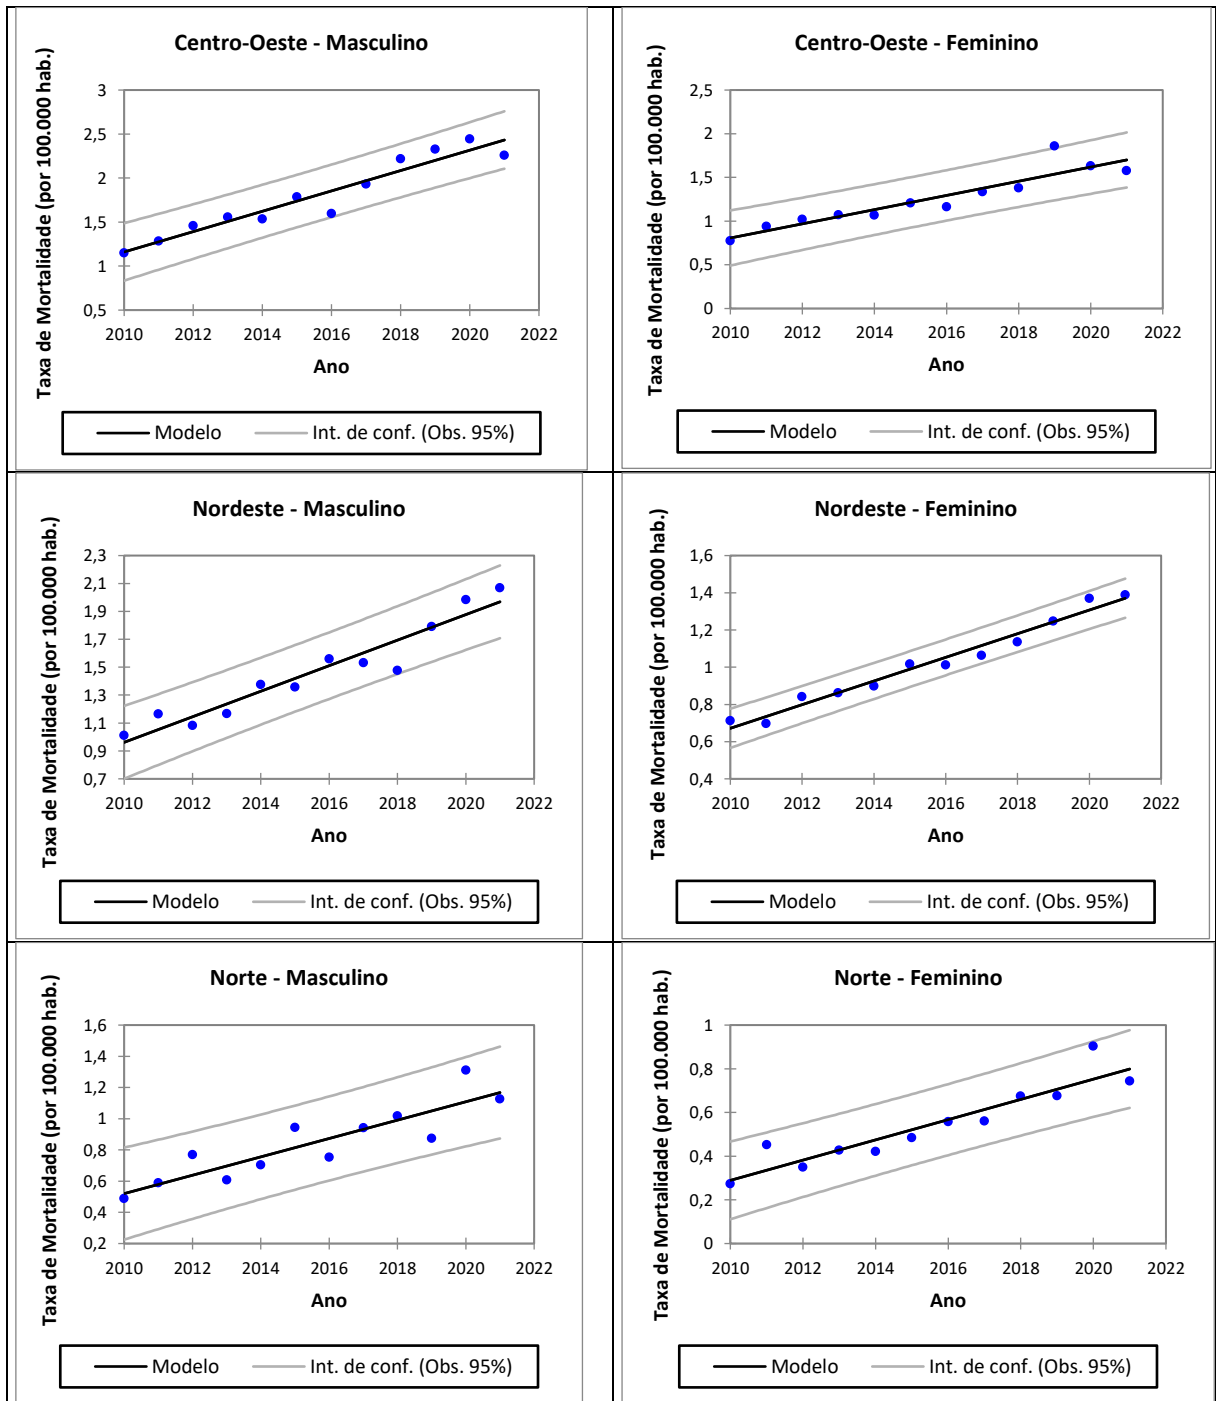 Centro-Oeste - Masculino
Taxa de Mortalidade (por 100.000 hab.)
3
2,5
2
1,5
1
0,5
2010 2012 2014 2016 2018 2020 2022
Ano
Modelo Int. de conf. (Obs. 95%)
Centro-Oeste - Feminino
Taxa de Mortalidade (por 100.000 hab.)
2,5
2
1,5
1
0,5
0
2010 2012 2014 2016 2018 2020 2022
Ano
Modelo Int. de conf. (Obs. 95%)
Nordeste - Masculino
Taxa de Mortalidade (por 100.000 hab.)
2,3
2,1
1,9
1,7
1,5
1,3
1,1
0,9
0,7
2010 2012 2014 2016 2018 2020 2022
Ano
Modelo Int. de conf. (Obs. 95%)
Nordeste - Feminino
Taxa de Mortalidade (por 100.000 hab.)
1,6
1,4
1,2
1
0,8
0,6
0,4
2010 2012 2014 2016 2018 2020 2022
Ano
Modelo Int. de conf. (Obs. 95%)
Norte - Masculino
Taxa de Mortalidade (por 100.000 hab.)
1,6
1,4
1,2
1
0,8
0,6
0,4
0,2
2010 2012 2014 2016 2018 2020 2022
Ano
Modelo Int. de conf. (Obs. 95%)
Norte - Feminino
Taxa de Mortalidade (por 100.000 hab.)
1
0,8
0,6
0,4
0,2
0
2010 2012 2014 2016 2018 2020 2022
Ano
Modelo Int. de conf. (Obs. 95%)